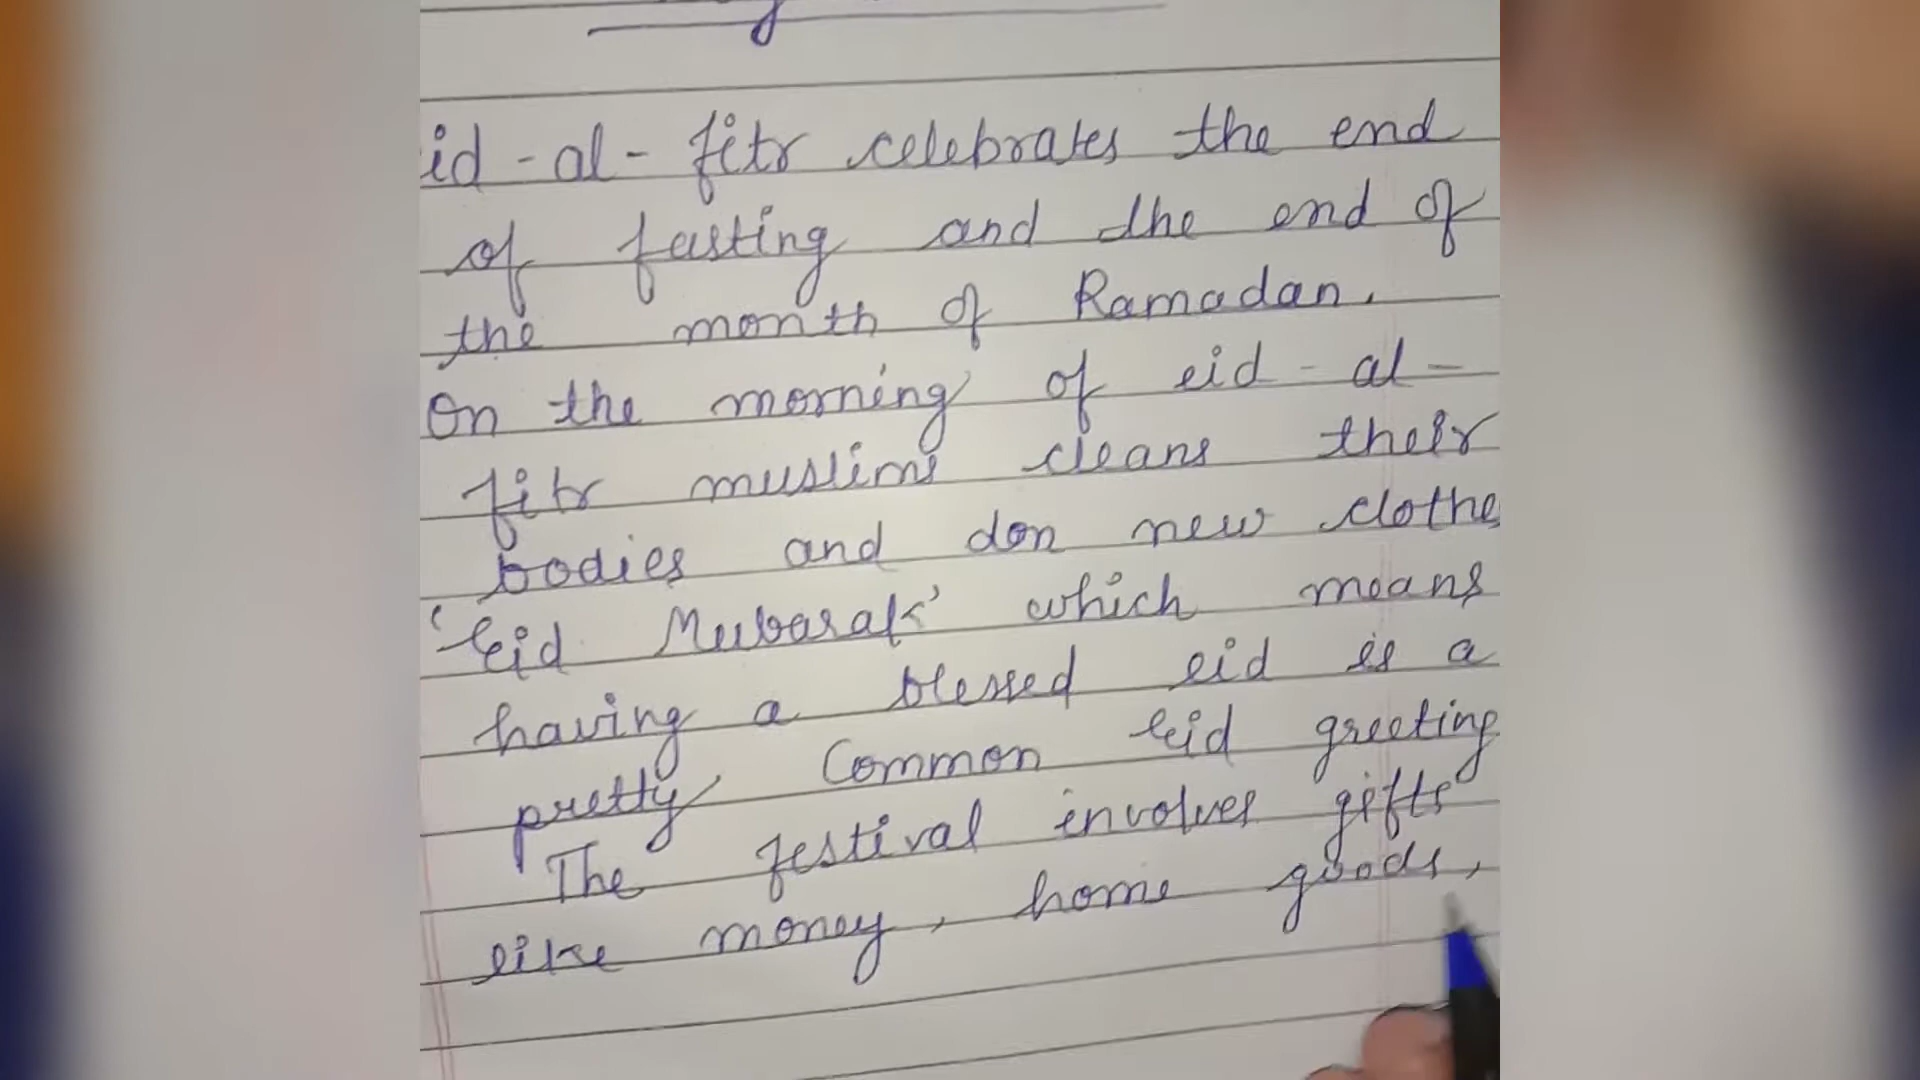 id-al-fitr celebrates the end
of fasting and the end of
the month of Ramadan.
On the morning of eid-al-
fitr muslims cleans their
bodies and don new clothe
'Eid Mubarak' which means
having a blessed eid is a
pretty Common Eid greeting
The festival involves gifts
like money, home goods,